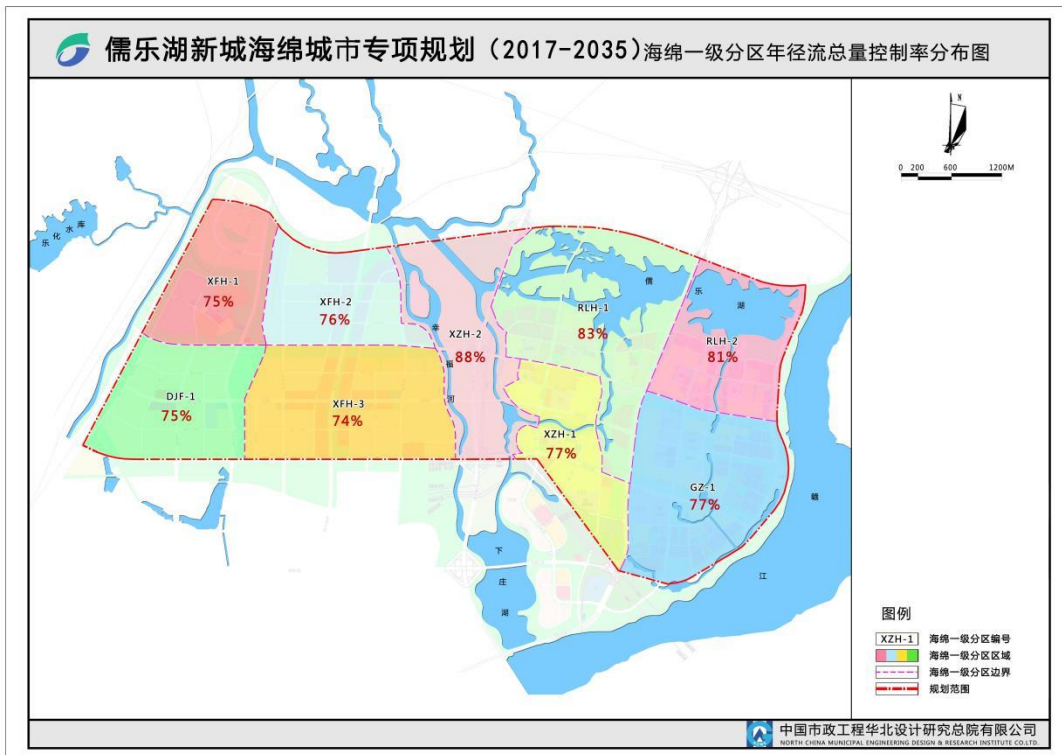 儒乐湖新城海绵城市专项规划（2017-2035）海绵一级分区年径流总量控制率分布图
N
0 200 600 1200M
乐化水库
XFH-1
75%
XFH-2
76%
XZH-2
88%
RLH-1
83%
RLH-2
81%
DJF-1
75%
XFH-3
74%
XZH-1
77%
GZ-1
77%
儒乐湖
幸福河
下庄湖
赣江
图例
XZH-1 海绵一级分区编号
海绵一级分区区域
海绵一级分区边界
规划范围
中国市政工程华北设计研究总院有限公司
NORTH CHINA MUNICIPAL ENGINEERING DESIGN & RESEARCH INSTITUTE CO.LTD.